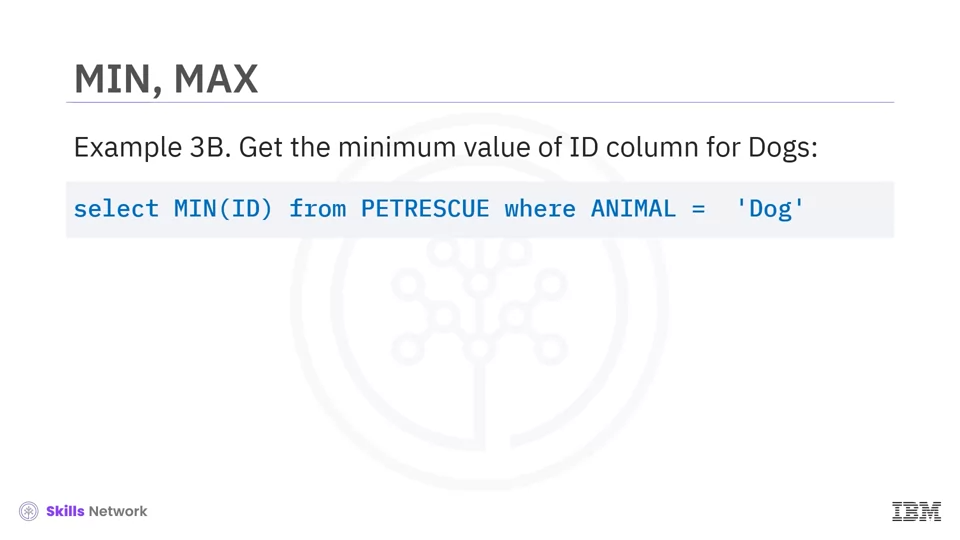 MIN, MAX
Example 3B. Get the minimum value of ID column for Dogs:
select MIN(ID) from PETRESCUE where ANIMAL =  'Dog'
Skills Network
IBM